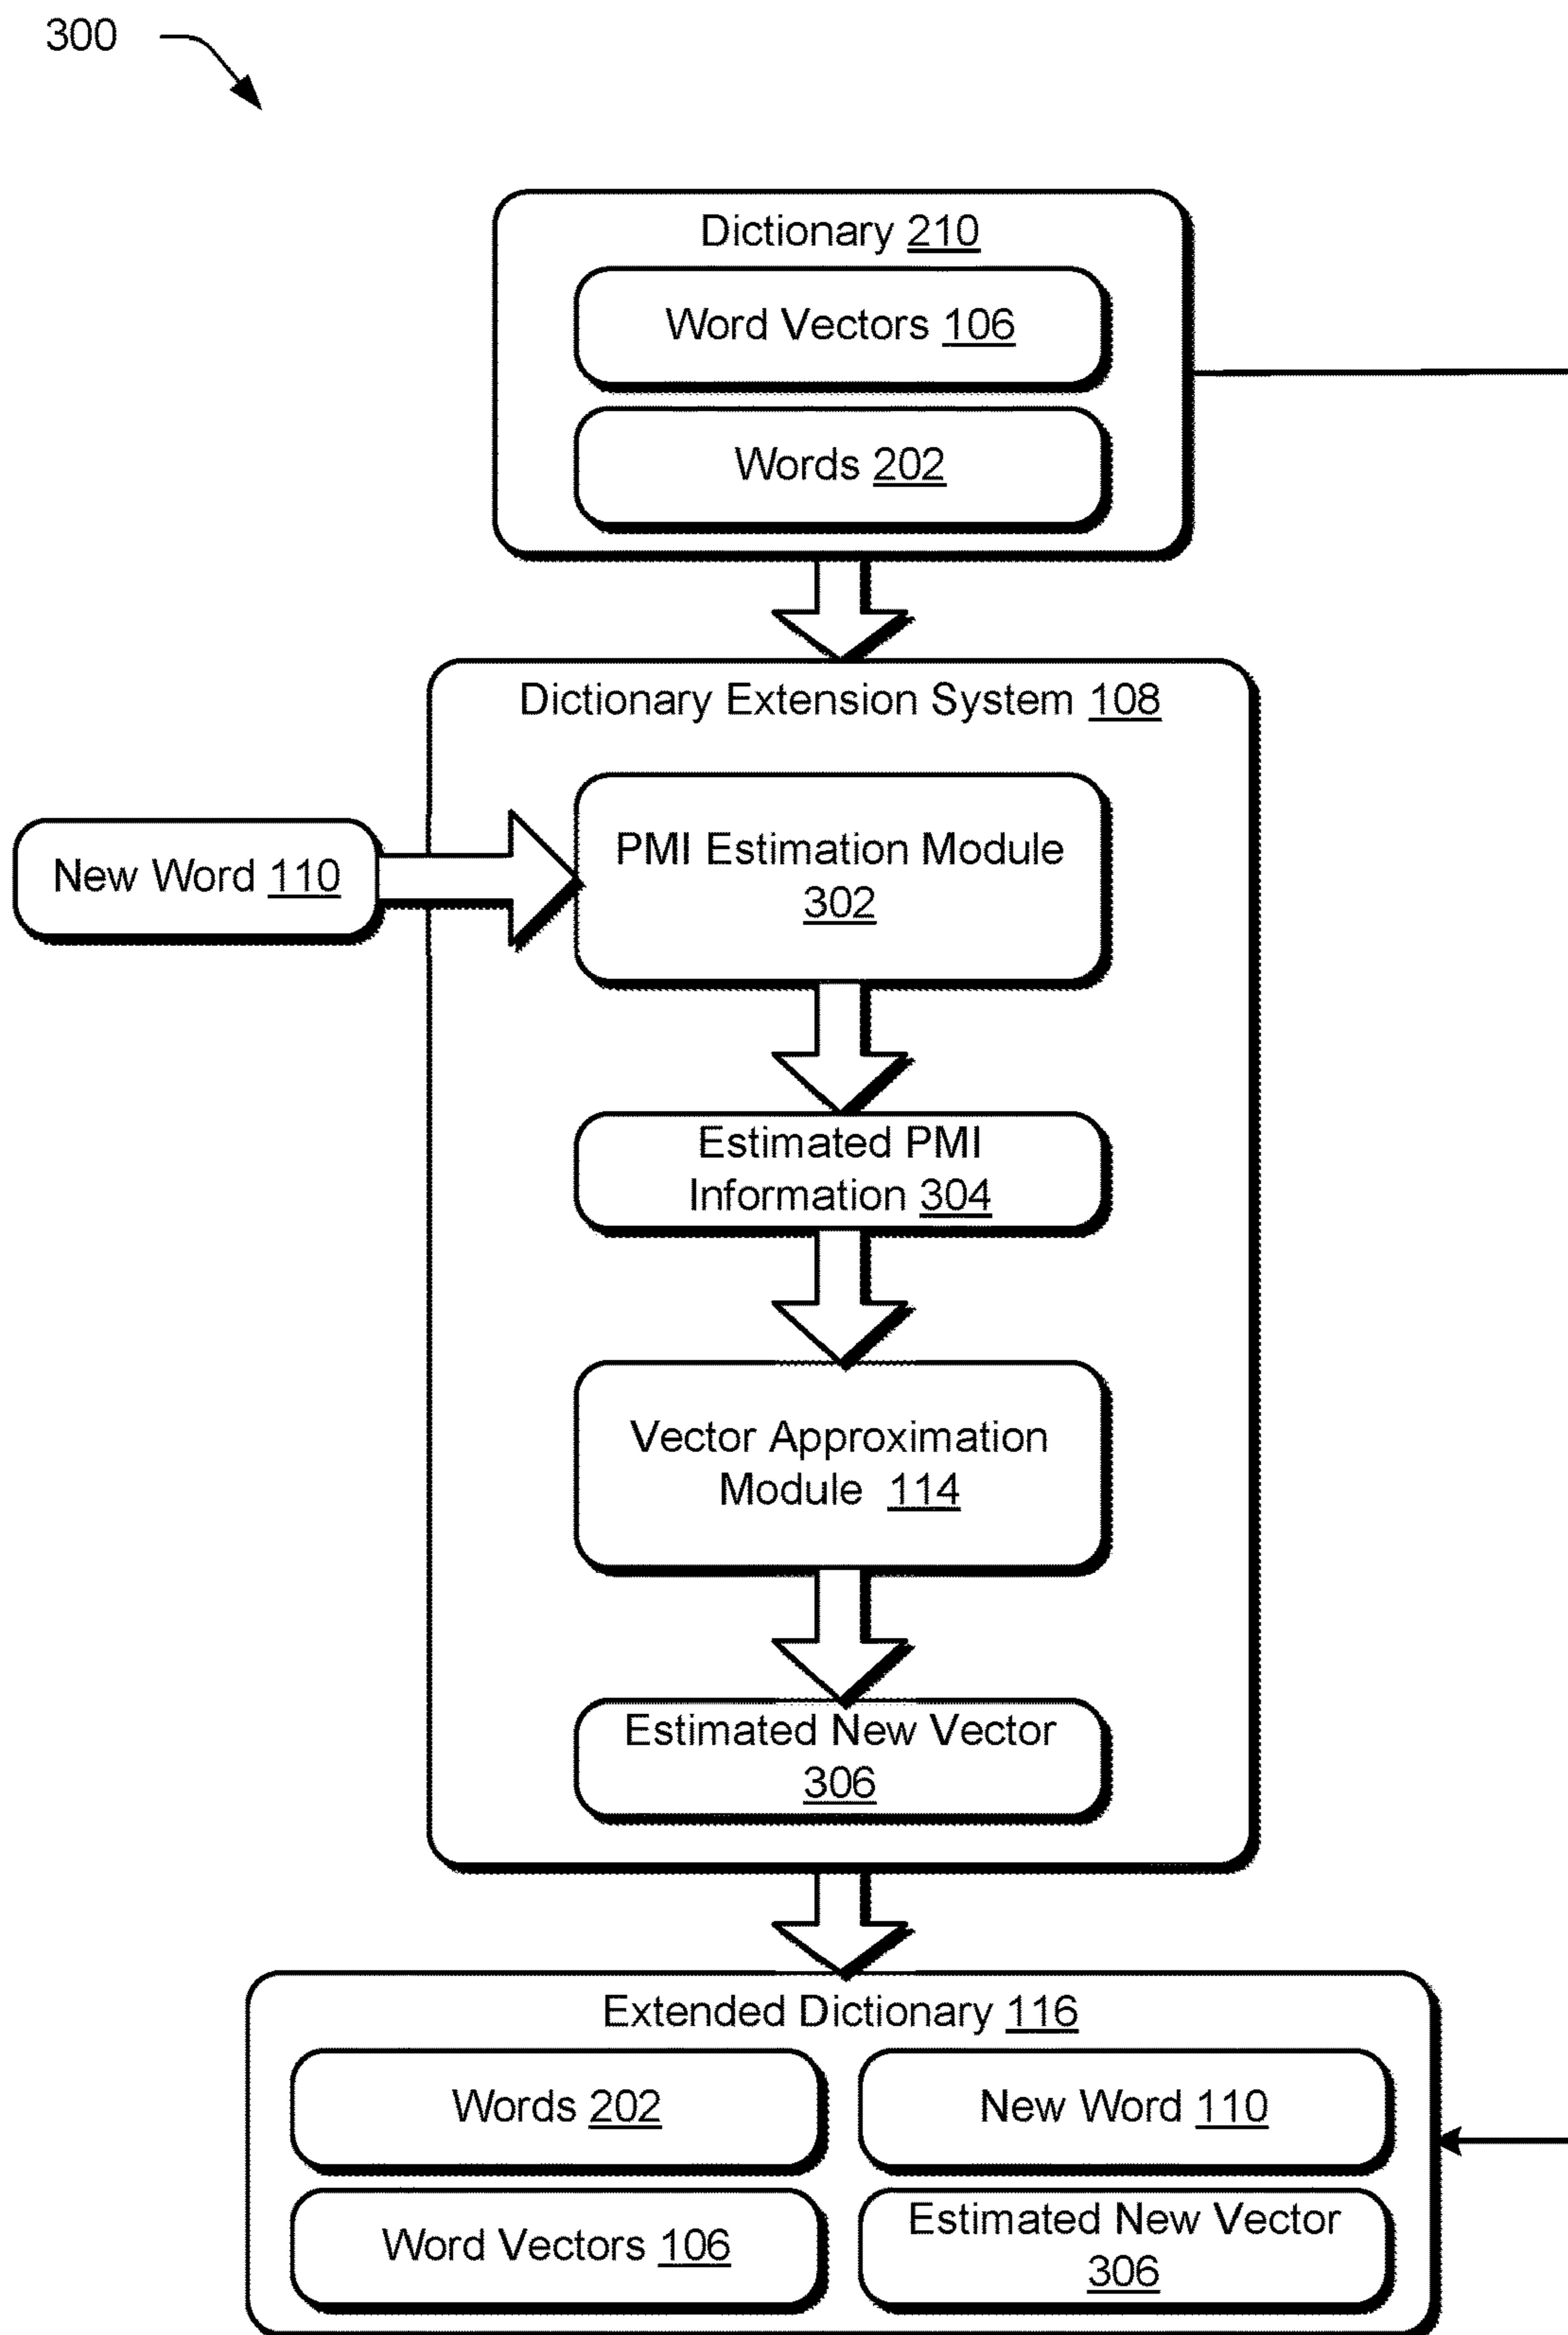 300
Dictionary 210
Word Vectors 106
Words 202
Dictionary Extension System 108
New Word 110
PMI Estimation Module
302
Estimated PMI
Information 304
Vector Approximation
Module 114
Estimated New Vector
306
Extended Dictionary 116
Words 202
New Word 110
Word Vectors 106
Estimated New Vector
306